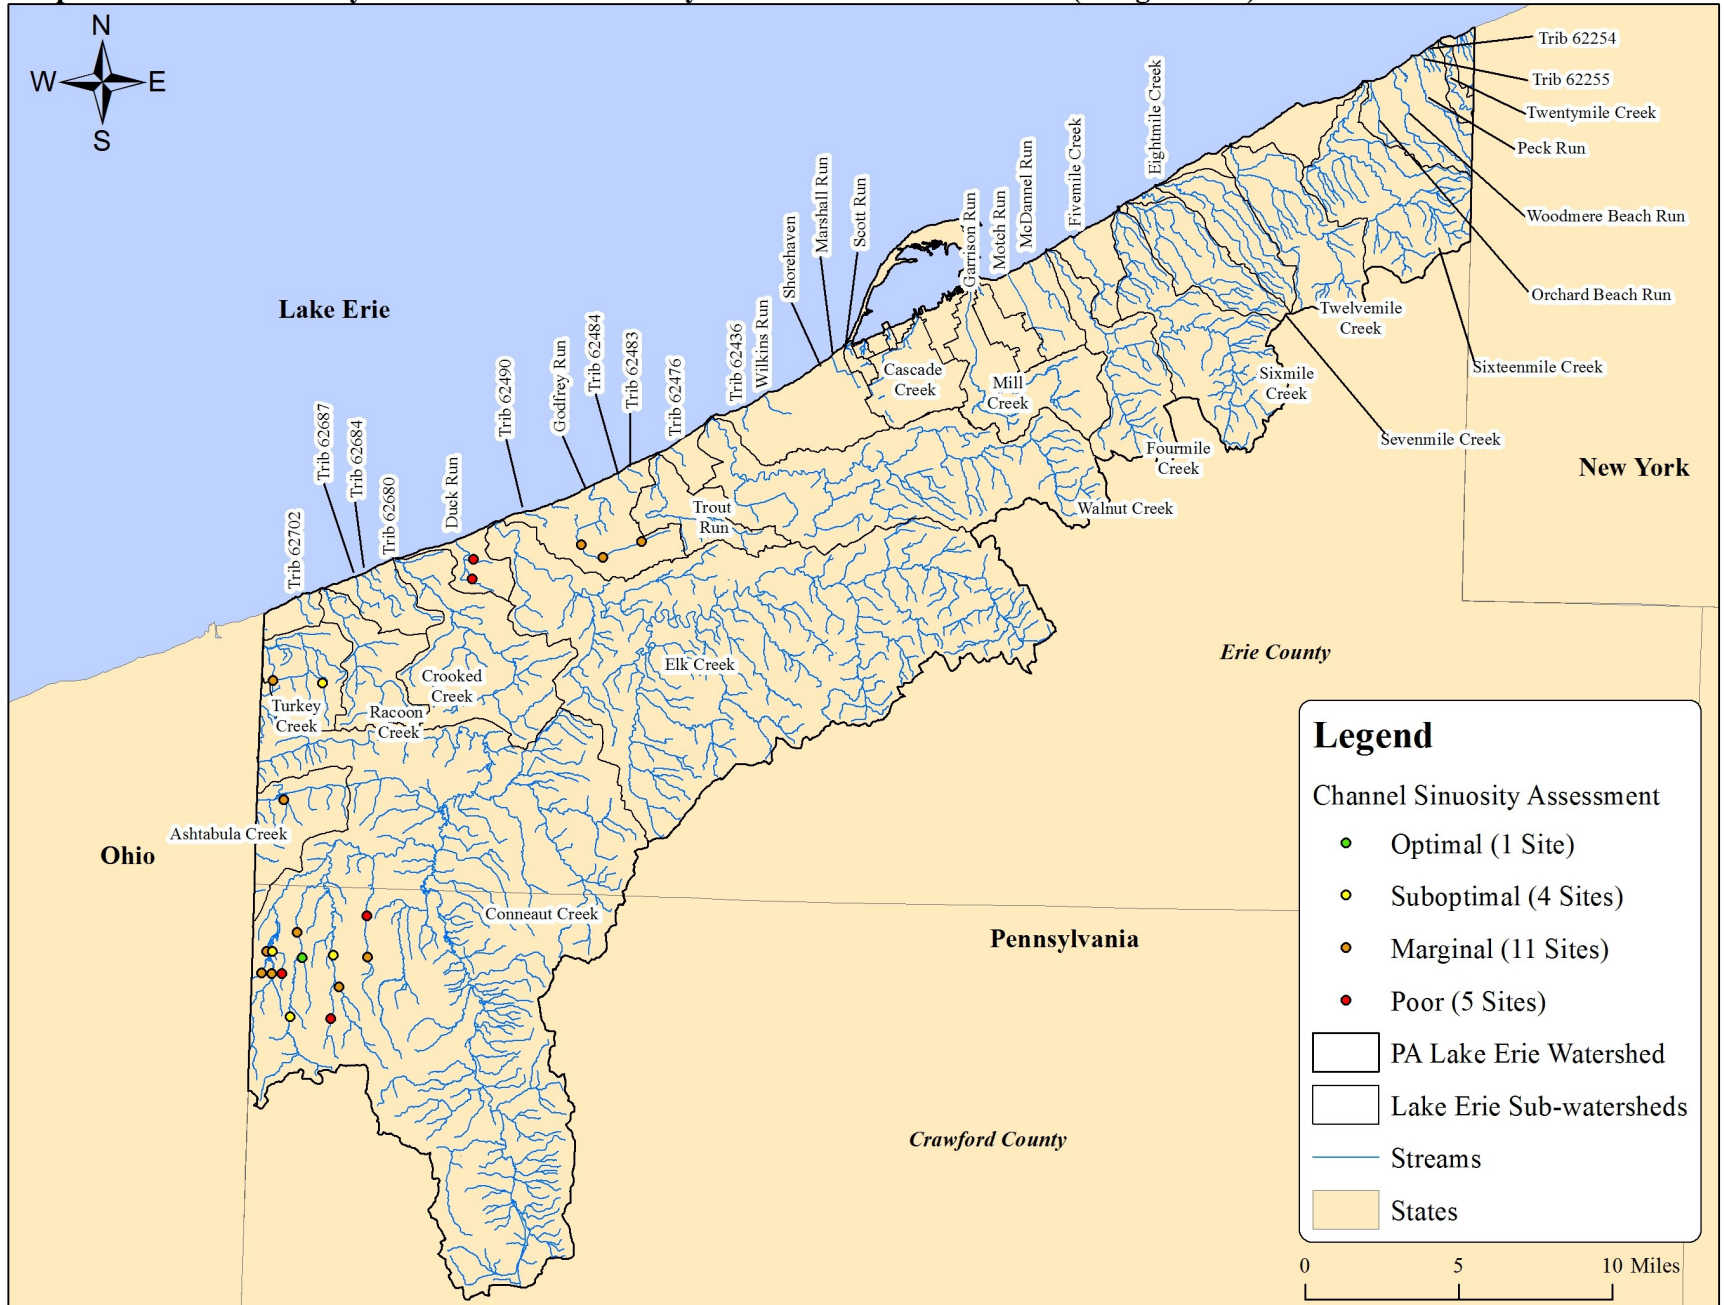 N
W
E
S
Trib 62254
Trib 62255
Twentymile Creek
Peck Run
Woodmere Beach Run
Orchard Beach Run
Sixteenmile Creek
Sevenmile Creek
Twelvemile
Creek
Sixmile
Creek
Fourmile
Creek
Walnut Creek
Eightmile Creek
Fivemile Creek
McDannel Run
Motch Run
Garrison Run
Scott Run
Marshall Run
Shorehaven
Wilkins Run
Trib 62436
Trib 62476
Trib 62483
Trib 62484
Godfrey Run
Trib 62490
Duck Run
Trib 62680
Trib 62684
Trib 62687
Trib 62702
Lake Erie
Cascade
Creek
Mill
Creek
Trout
Run
Elk Creek
Crooked
Creek
Racoon
Creek
Turkey
Creek
Ashtabula Creek
Conneaut Creek
Ohio
New York
Pennsylvania
Erie County
Crawford County
Legend
Channel Sinuosity Assessment
Optimal (1 Site)
Suboptimal (4 Sites)
Marginal (11 Sites)
Poor (5 Sites)
PA Lake Erie Watershed
Lake Erie Sub-watersheds
Streams
States
0 5 10 Miles